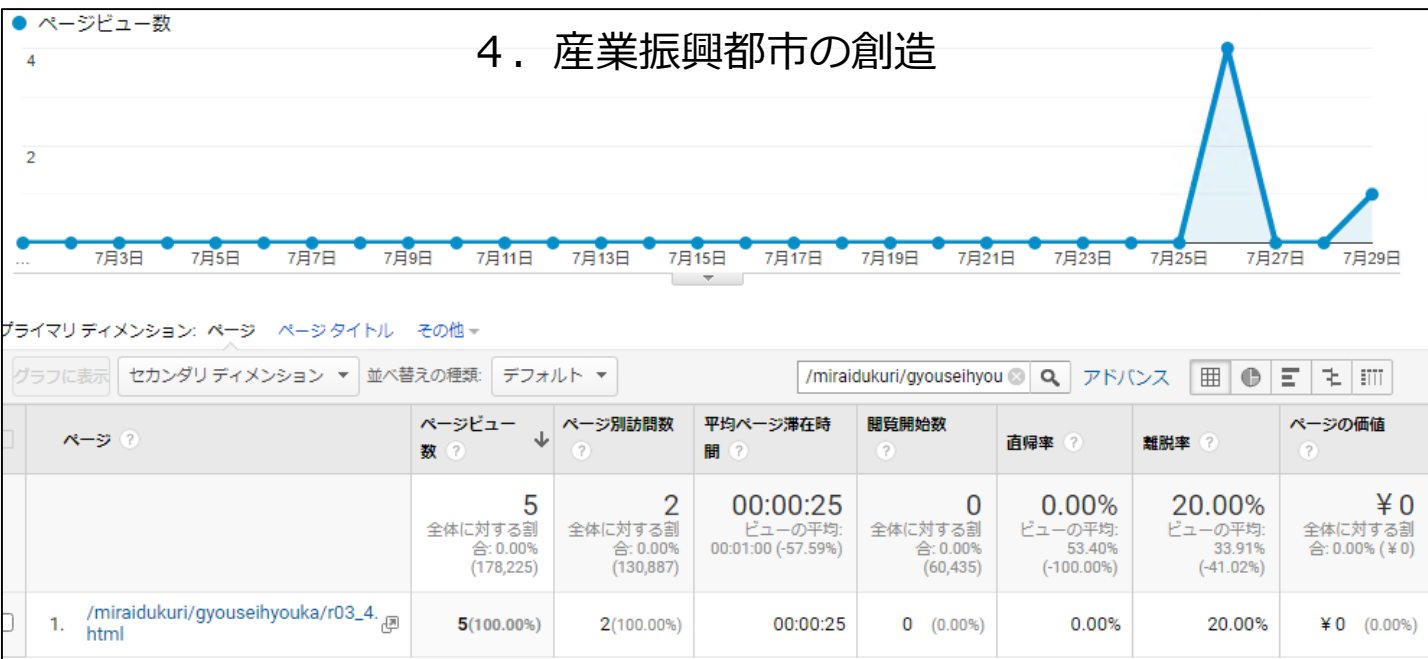 ページビュー数
４．産業振興都市の創造
4
2
... 7月3日 7月5日 7月7日 7月9日 7月11日 7月13日 7月15日 7月17日 7月19日 7月21日 7月23日 7月25日 7月27日 7月29日
プライマリ ディメンション: ページ ページ タイトル その他
グラフに表示 セカンダリ ディメンション 並べ替えの種類: デフォルト /miraidukuri/gyouseihyou アドバンス
ページ ?
ページビュー
数 ?
ページ別訪問数
?
平均ページ滞在時
間 ?
閲覧開始数
?
直帰率 ?
離脱率 ?
ページの価値
?
5
全体に対する割
合: 0.00%
(178,225)
2
全体に対する割
合: 0.00%
(130,887)
00:00:25
ビューの平均:
00:01:00 (-57.59%)
0
全体に対する割
合: 0.00%
(60,435)
0.00%
ビューの平均:
53.40%
(-100.00%)
20.00%
ビューの平均:
33.91%
(-41.02%)
¥ 0
全体に対する割
合: 0.00% (¥ 0)
1.
/miraidukuri/gyouseihyouka/r03_4.
html
5(100.00%)
2(100.00%)
00:00:25
0 (0.00%)
0.00%
20.00%
¥ 0 (0.00%)